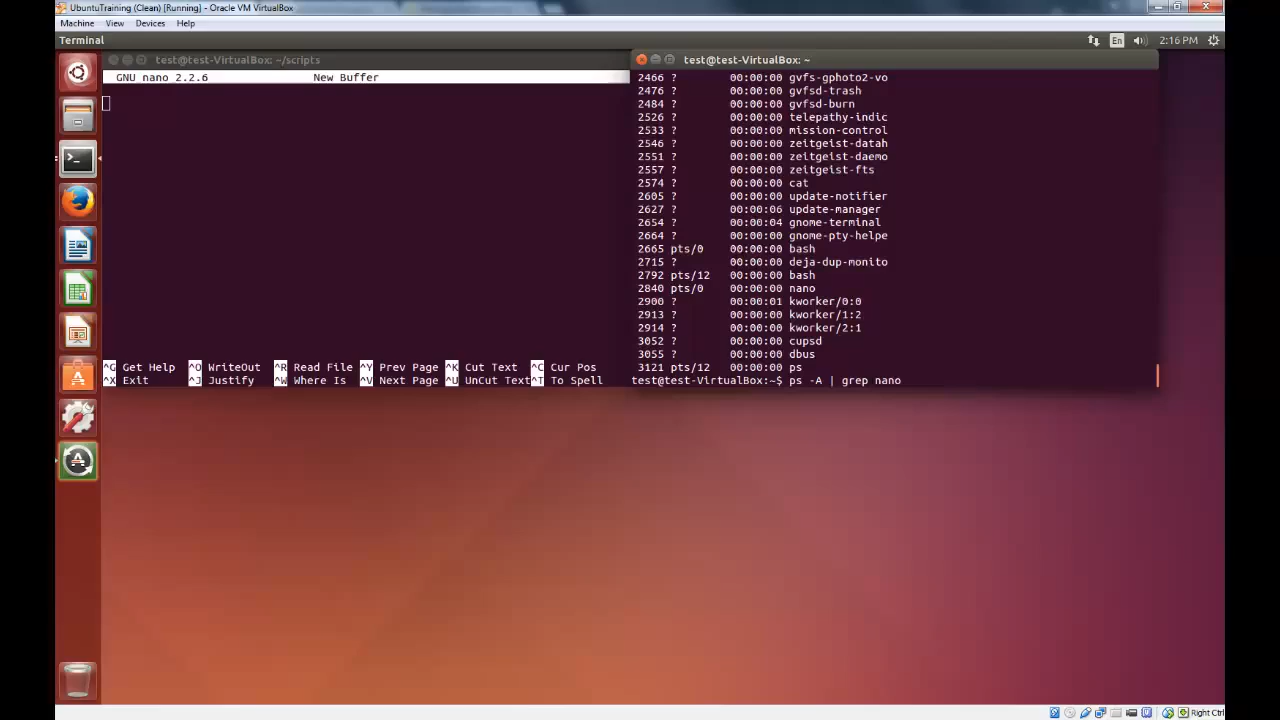 UbuntuTraining (Clean) [Running] - Oracle VM VirtualBox
Machine View Devices Help
Terminal
En
2:16 PM
test@test-VirtualBox: ~/scripts
GNU nano 2.2.6 New Buffer
^G Get Help ^O WriteOut ^R Read File ^Y Prev Page ^K Cut Text ^C Cur Pos
^X Exit ^J Justify ^W Where Is ^V Next Page ^U UnCut Text ^T To Spell
test@test-VirtualBox: ~
2466 ? 00:00:00 gvfs-gphoto2-vo
2476 ? 00:00:00 gvfsd-trash
2484 ? 00:00:00 gvfsd-burn
2526 ? 00:00:00 telepathy-indic
2533 ? 00:00:00 mission-control
2546 ? 00:00:00 zeitgeist-datah
2551 ? 00:00:00 zeitgeist-daemo
2557 ? 00:00:00 zeitgeist-fts
2574 ? 00:00:00 cat
2605 ? 00:00:00 update-notifier
2627 ? 00:00:06 update-manager
2654 ? 00:00:04 gnome-terminal
2664 ? 00:00:00 gnome-pty-helpe
2665 pts/0 00:00:00 bash
2715 ? 00:00:00 deja-dup-monito
2792 pts/12 00:00:00 bash
2840 pts/0 00:00:00 nano
2900 ? 00:00:01 kworker/0:0
2913 ? 00:00:00 kworker/1:2
2914 ? 00:00:00 kworker/2:1
3052 ? 00:00:00 cupsd
3055 ? 00:00:00 dbus
3121 pts/12 00:00:00 ps
test@test-VirtualBox:~$ ps -A | grep nano
Right Ctrl